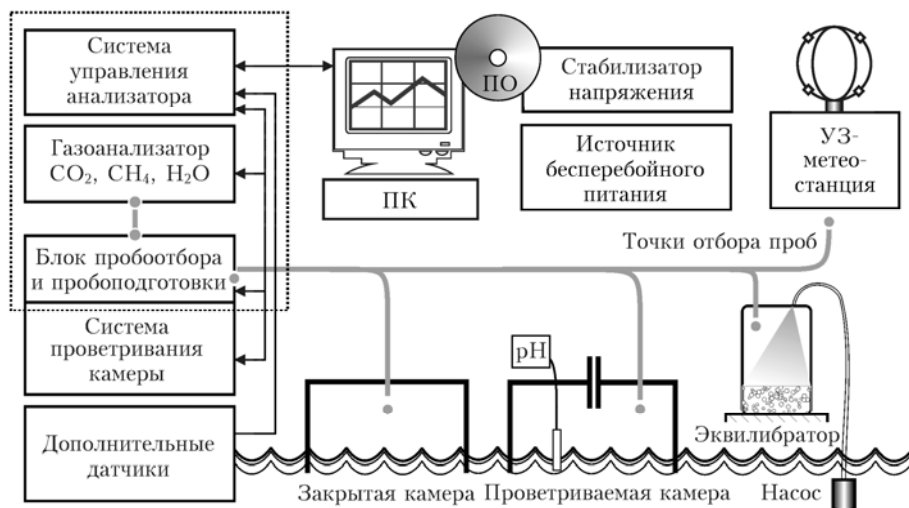 Система
управления
анализатора
ПО
Стабилизатор
напряжения
Газоанализатор
CO₂, CH₄, H₂O
Источник
бесперебойного
питания
УЗ-
метео-
станция
ПК
Точки отбора проб
Блок пробоотбора
и пробоподготовки
Система
проветривания
камеры
pH
Эквилибратор
Дополнительные
датчики
Закрытая камера
Проветриваемая камера
Насос